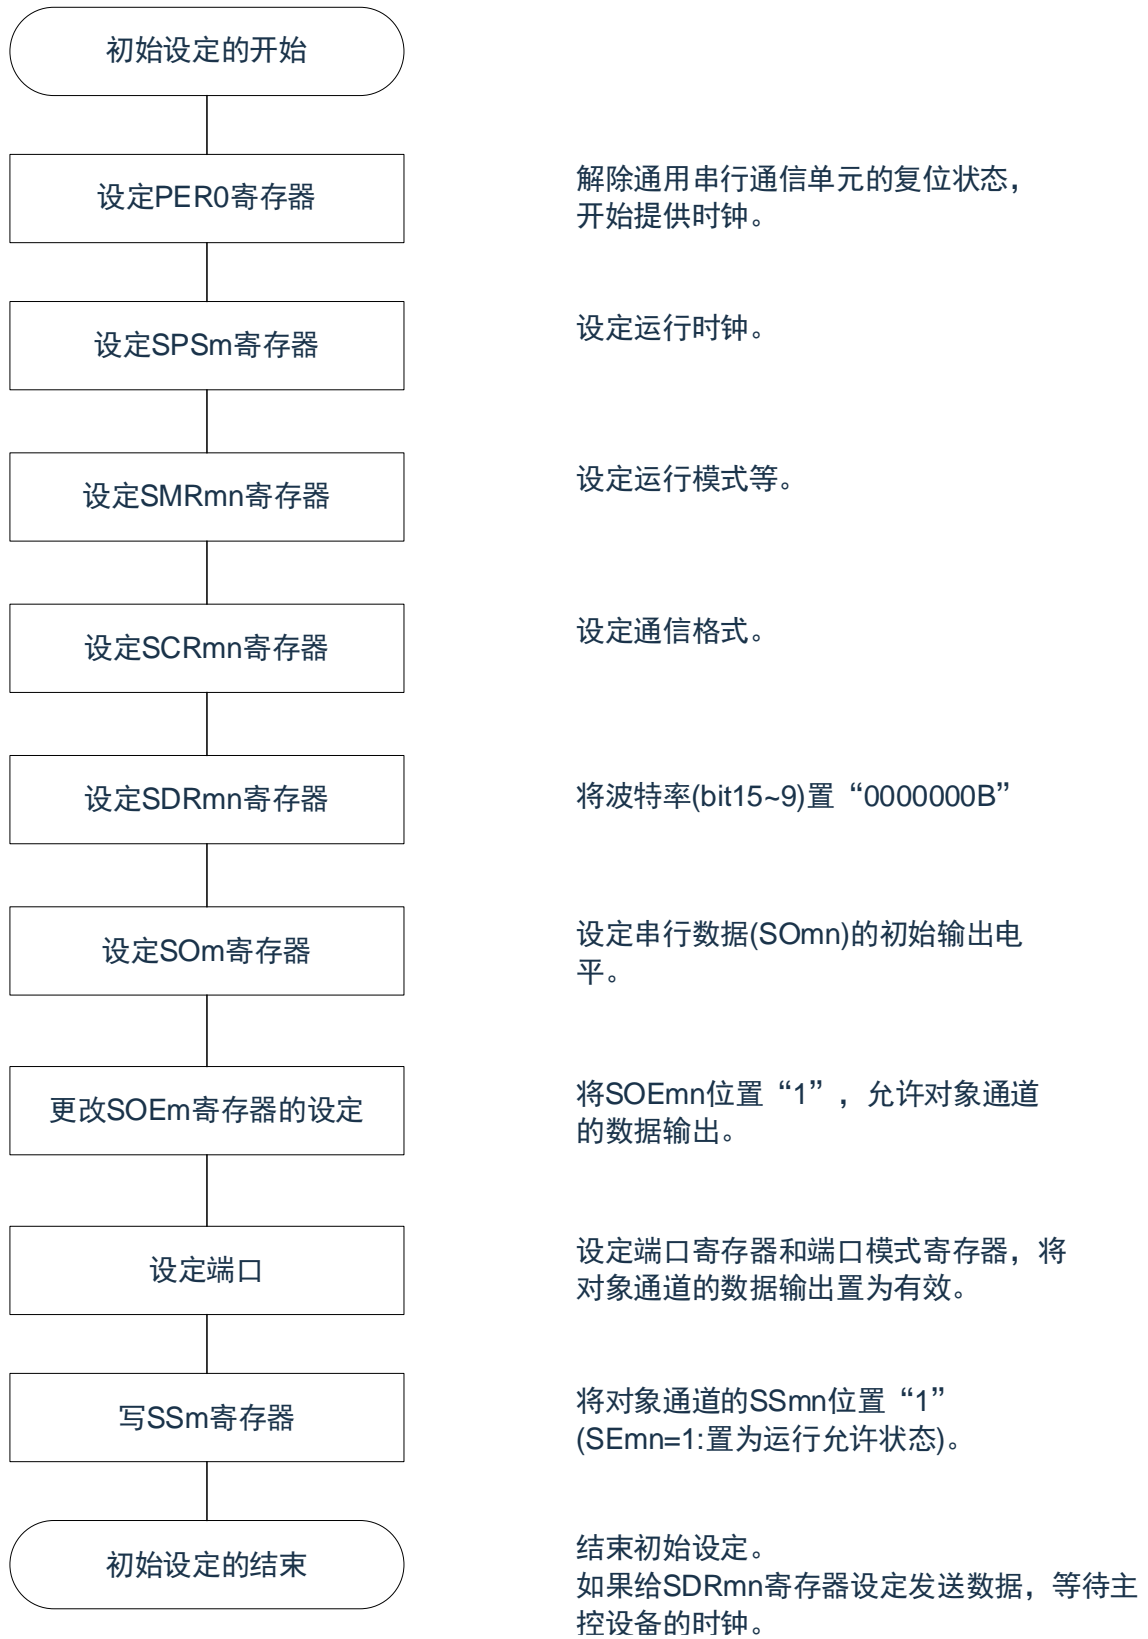 初始设定的开始
设定PER0寄存器
解除通用串行通信单元的复位状态，
开始提供时钟。
设定SPSm寄存器
设定运行时钟。
设定SMRmn寄存器
设定运行模式等。
设定SCRmn寄存器
设定通信格式。
设定SDRmn寄存器
将波特率(bit15~9)置“0000000B”
设定SOm寄存器
设定串行数据(SOmn)的初始输出电
平。
更改SOEm寄存器的设定
将SOEmn位置“1”，允许对象通道
的数据输出。
设定端口
设定端口寄存器和端口模式寄存器，将
对象通道的数据输出置为有效。
写SSm寄存器
将对象通道的SSmn位置“1”
(SEmn=1:置为运行允许状态)。
初始设定的结束
结束初始设定。
如果给SDRmn寄存器设定发送数据，等待主
控设备的时钟。